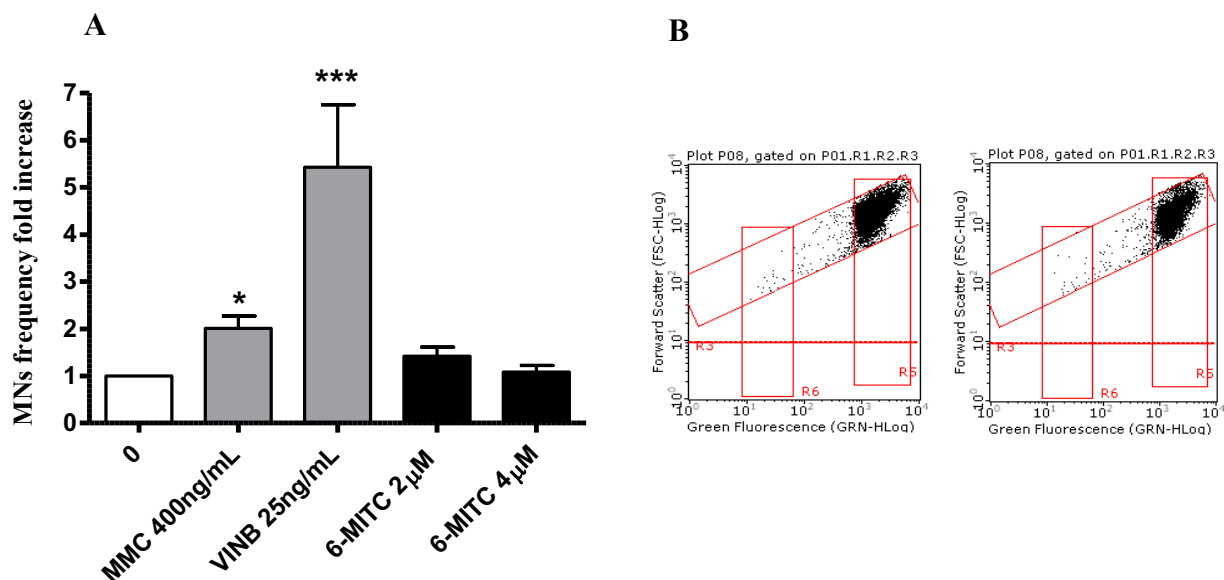 A
B
MNs frequency fold increase
7
6
5
4
3
2
1
0
*
***
0
MMC 400ng/mL
VINB 25ng/mL
6-MITC 2µM
6-MITC 4µM
Plot P08, gated on P01.R1.R2.R3
Forward Scatter (FSC-HLog)
10⁴
10³
10²
10¹
10⁰
R3
R6
R5
10⁰ 10¹ 10² 10³ 10⁴
Green Fluorescence (GRN-HLog)
Plot P08, gated on P01.R1.R2.R3
Forward Scatter (FSC-HLog)
10⁴
10³
10²
10¹
10⁰
R3
R6
R5
10⁰ 10¹ 10² 10³ 10⁴
Green Fluorescence (GRN-HLog)